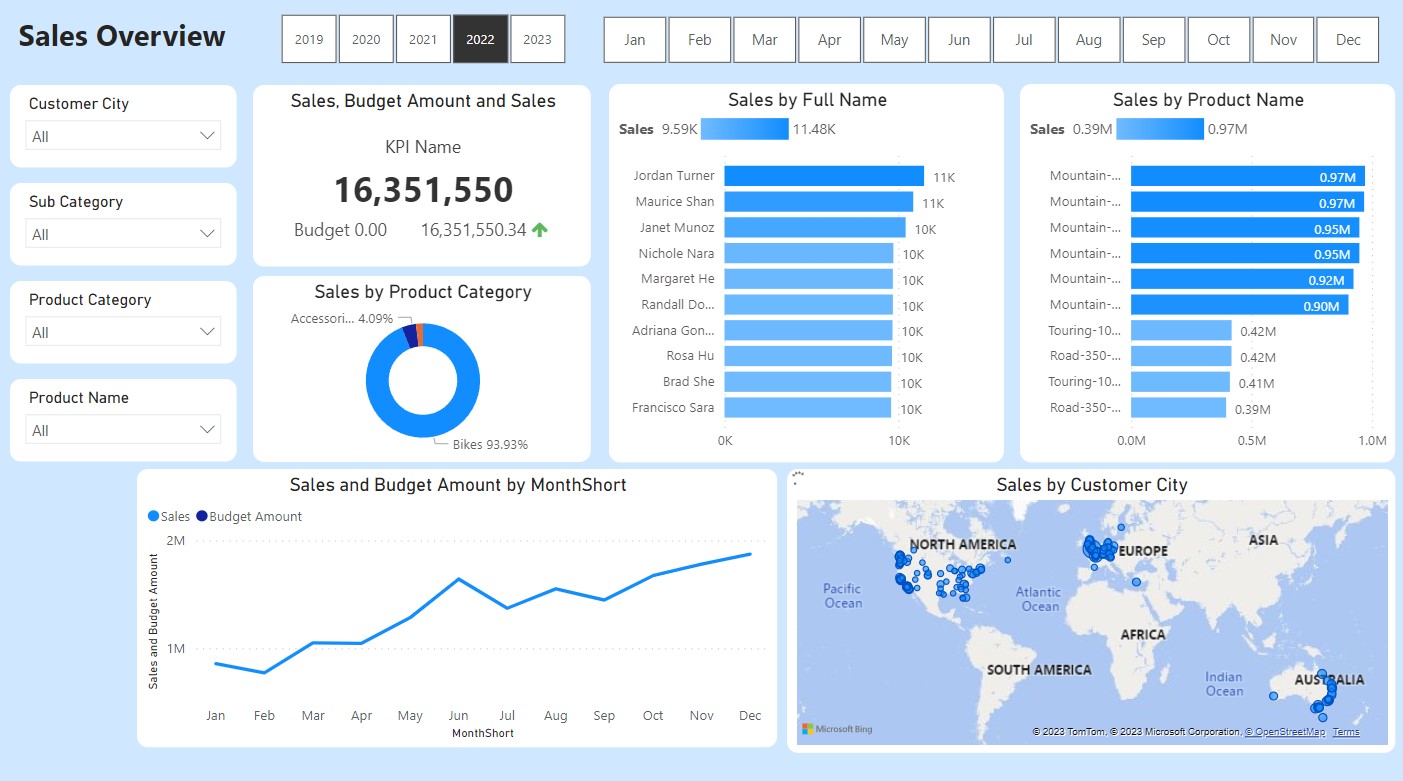 Sales Overview
2019 2020 2021 2022 2023
Jan Feb Mar Apr May Jun Jul Aug Sep Oct Nov Dec
Customer City
All
Sub Category
All
Product Category
All
Product Name
All
Sales, Budget Amount and Sales
KPI Name
16,351,550
Budget 0.00 16,351,550.34
Sales by Product Category
Accessori... 4.09%
Bikes 93.93%
Sales by Full Name
Sales 9.59K 11.48K
Jordan Turner 11K
Maurice Shan 11K
Janet Munoz 10K
Nichole Nara 10K
Margaret He 10K
Randall Do... 10K
Adriana Gon... 10K
Rosa Hu 10K
Brad She 10K
Francisco Sara 10K
0K 10K
Sales by Product Name
Sales 0.39M 0.97M
Mountain-... 0.97M
Mountain-... 0.97M
Mountain-... 0.95M
Mountain-... 0.95M
Mountain-... 0.92M
Mountain-... 0.90M
Touring-10... 0.42M
Road-350-... 0.42M
Touring-10... 0.41M
Road-350-... 0.39M
0.0M 0.5M 1.0M
Sales and Budget Amount by MonthShort
Sales Budget Amount
Sales and Budget Amount
2M
1M
Jan Feb Mar Apr May Jun Jul Aug Sep Oct Nov Dec
MonthShort
Sales by Customer City
NORTH AMERICA
EUROPE
ASIA
Pacific
Ocean
Atlantic
Ocean
AFRICA
SOUTH AMERICA
Indian
Ocean
AUSTRALIA
Microsoft Bing
© 2023 TomTom, © 2023 Microsoft Corporation, © OpenStreetMap Terms